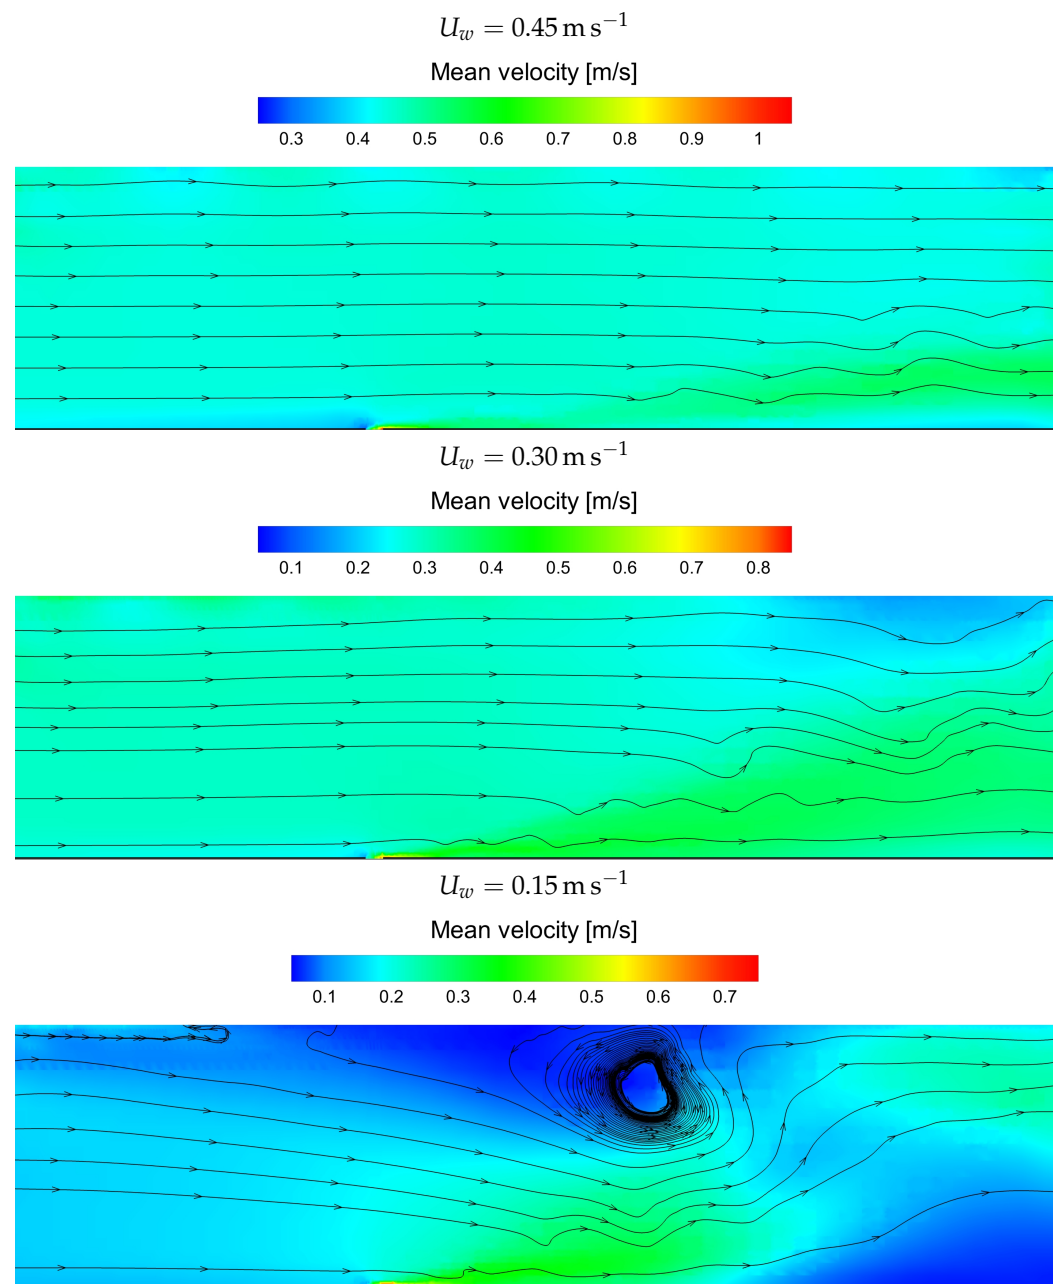 U_w = 0.45 m s⁻¹
Mean velocity [m/s]
0.3 0.4 0.5 0.6 0.7 0.8 0.9 1
U_w = 0.30 m s⁻¹
Mean velocity [m/s]
0.1 0.2 0.3 0.4 0.5 0.6 0.7 0.8
U_w = 0.15 m s⁻¹
Mean velocity [m/s]
0.1 0.2 0.3 0.4 0.5 0.6 0.7